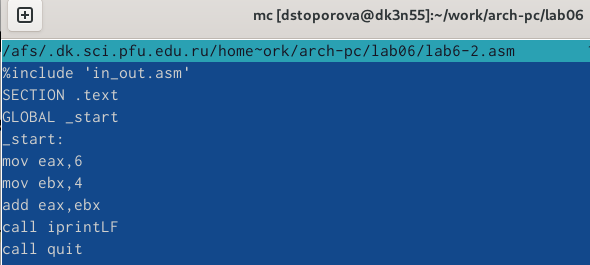 mc [dstoporova@dk3n55]:~/work/arch-pc/lab06
/afs/.dk.sci.pfu.edu.ru/home~ork/arch-pc/lab06/lab6-2.asm
%include 'in_out.asm'
SECTION .text
GLOBAL _start
_start:
mov eax,6
mov ebx,4
add eax,ebx
call iprintLF
call quit